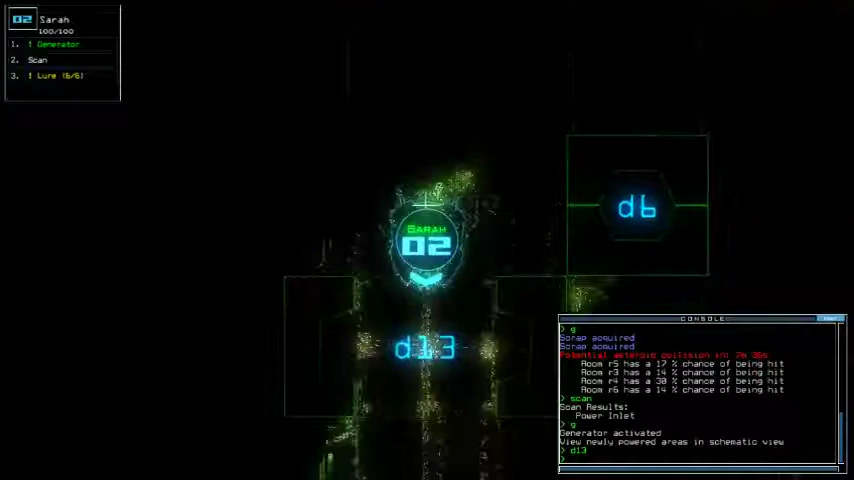 02 Sarah
100/100
1. ! Generator
2. Scan
3. ! Lure (6/6)
d6
SARAH
02
d13
CONSOLE
> g
Scrap acquired
Scrap acquired
Potential asteroid collision in: 7m 36s
Room r5 has a 17 % chance of being hit
Room r3 has a 14 % chance of being hit
Room r4 has a 30 % chance of being hit
Room r6 has a 14 % chance of being hit
> scan
Scan Results:
Power Inlet
> g
Generator activated
View newly powered areas in schematic view
> d13
>